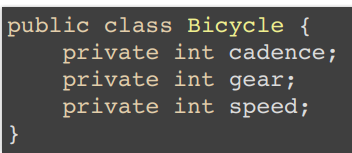 public class Bicycle {
    private int cadence;
    private int gear;
    private int speed;
}